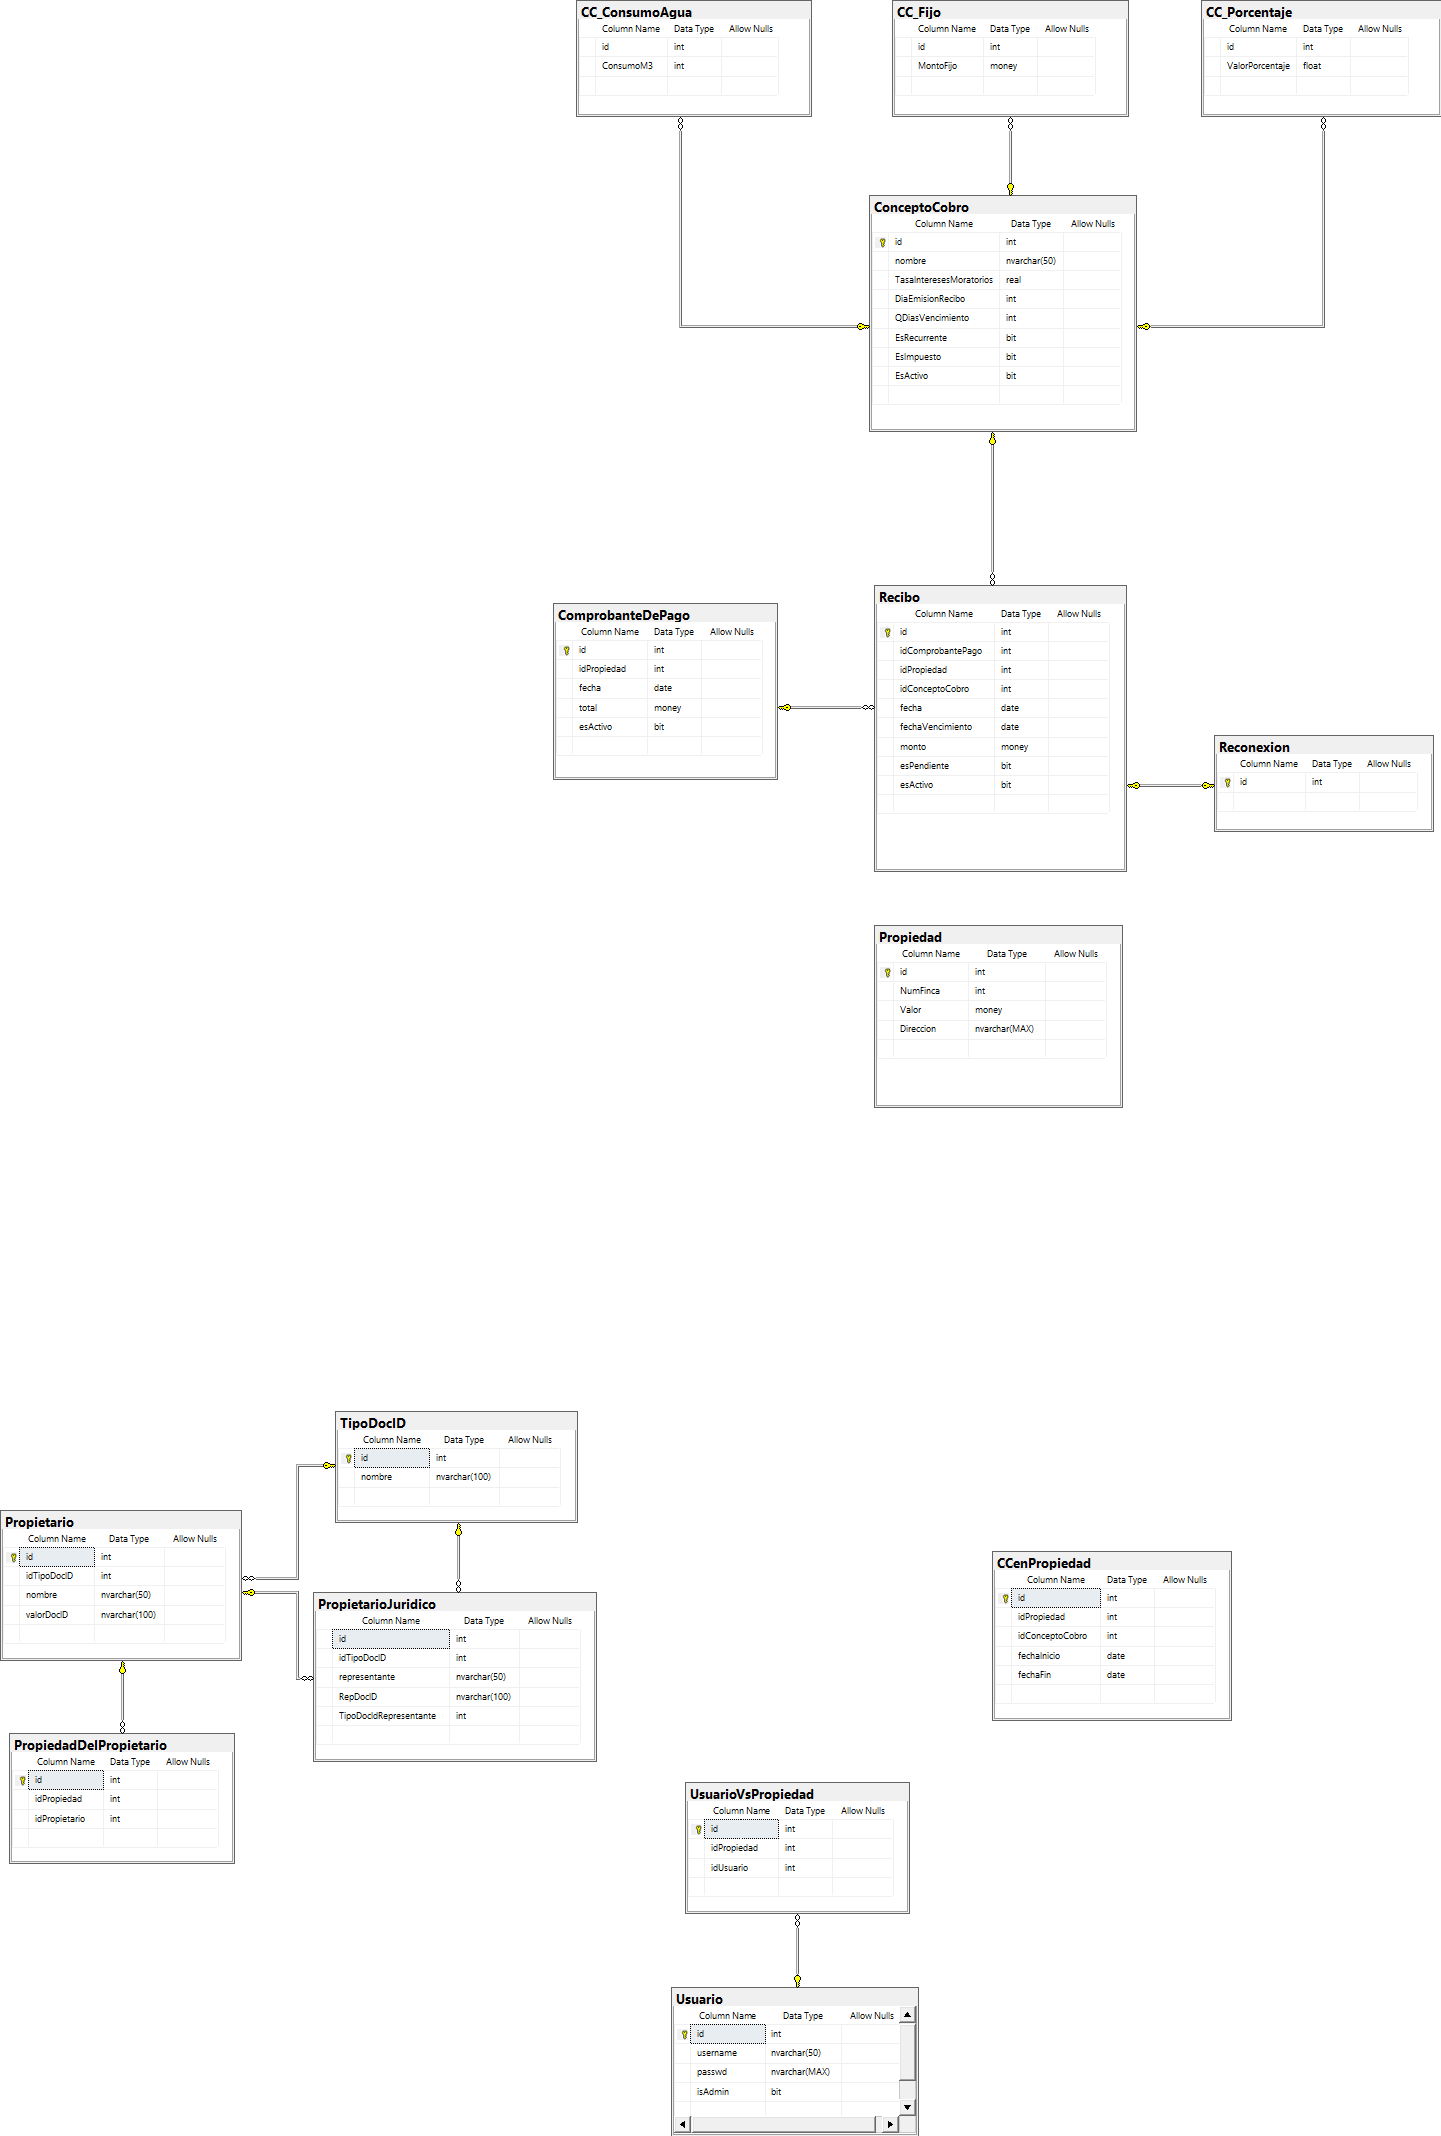 CC_ConsumoAgua
Column Name Data Type Allow Nulls
id int
ConsumoM3 int
CC_Fijo
Column Name Data Type Allow Nulls
id int
MontoFijo money
CC_Porcentaje
Column Name Data Type Allow Nulls
id int
ValorPorcentaje float
ConceptoCobro
Column Name Data Type Allow Nulls
id int
nombre nvarchar(50)
TasaInteresesMoratorios real
DiaEmisionRecibo int
QDiasVencimiento int
EsRecurrente bit
EsImpuesto bit
EsActivo bit
ComprobanteDePago
Column Name Data Type Allow Nulls
id int
idPropiedad int
fecha date
total money
esActivo bit
Recibo
Column Name Data Type Allow Nulls
id int
idComprobantePago int
idPropiedad int
idConceptoCobro int
fecha date
fechaVencimiento date
monto money
esPendiente bit
esActivo bit
Reconexion
Column Name Data Type Allow Nulls
id int
Propiedad
Column Name Data Type Allow Nulls
id int
NumFinca int
Valor money
Direccion nvarchar(MAX)
TipoDocID
Column Name Data Type Allow Nulls
id int
nombre nvarchar(100)
Propietario
Column Name Data Type Allow Nulls
id int
idTipoDocID int
nombre nvarchar(50)
valorDocID nvarchar(100)
PropietarioJuridico
Column Name Data Type Allow Nulls
id int
idTipoDocID int
representante nvarchar(50)
RepDocID nvarchar(100)
TipoDocIdRepresentante int
CCenPropiedad
Column Name Data Type Allow Nulls
id int
idPropiedad int
idConceptoCobro int
fechaInicio date
fechaFin date
PropiedadDelPropietario
Column Name Data Type Allow Nulls
id int
idPropiedad int
idPropietario int
UsuarioVsPropiedad
Column Name Data Type Allow Nulls
id int
idPropiedad int
idUsuario int
Usuario
Column Name Data Type Allow Nulls
id int
username nvarchar(50)
passwd nvarchar(MAX)
isAdmin bit